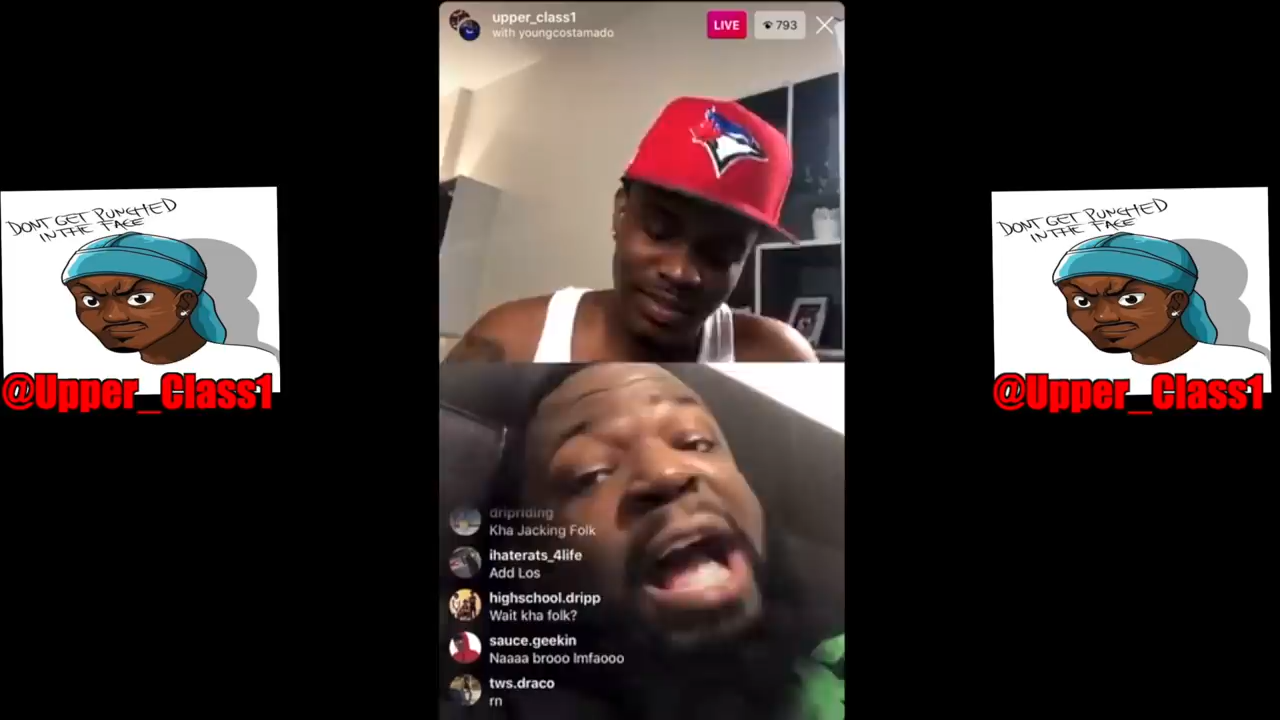 upper_class1
with youngcostamado
LIVE
793
DONT GET PUNCHED
IN THE FACE
@Upper_Class1
DONT GET PUNCHED
IN THE FACE
@Upper_Class1
dripriding
Kha Jacking Folk
ihaterats_4life
Add Los
highschool.dripp
Wait kha folk?
sauce.geekin
Naaaa brooo lmfaooo
tws.draco
rn